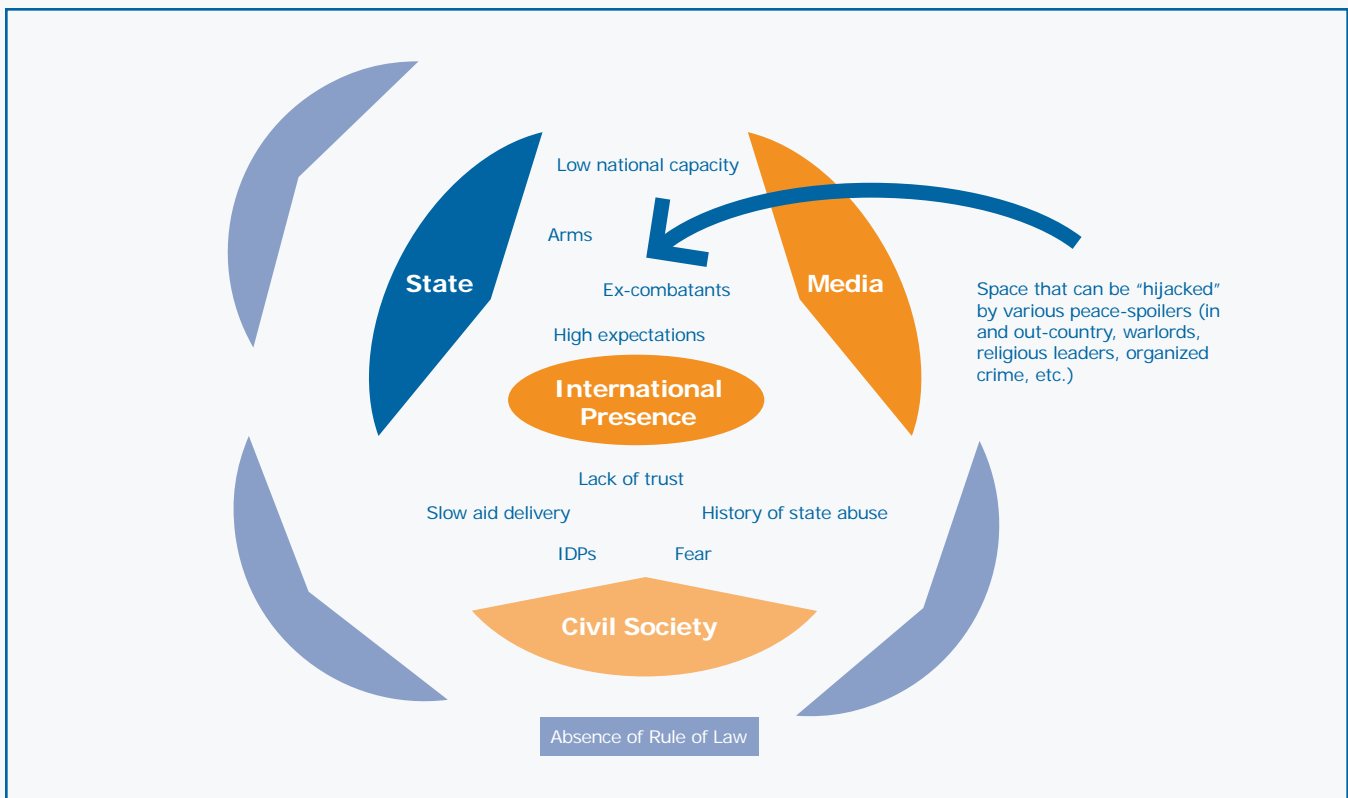 Low national capacity
Arms
State
Media
Ex-combatants
Space that can be “hijacked”
by various peace-spoilers (in
and out-country, warlords,
religious leaders, organized
crime, etc.)
High expectations
International
Presence
Lack of trust
Slow aid delivery
History of state abuse
IDPs
Fear
Civil Society
Absence of Rule of Law